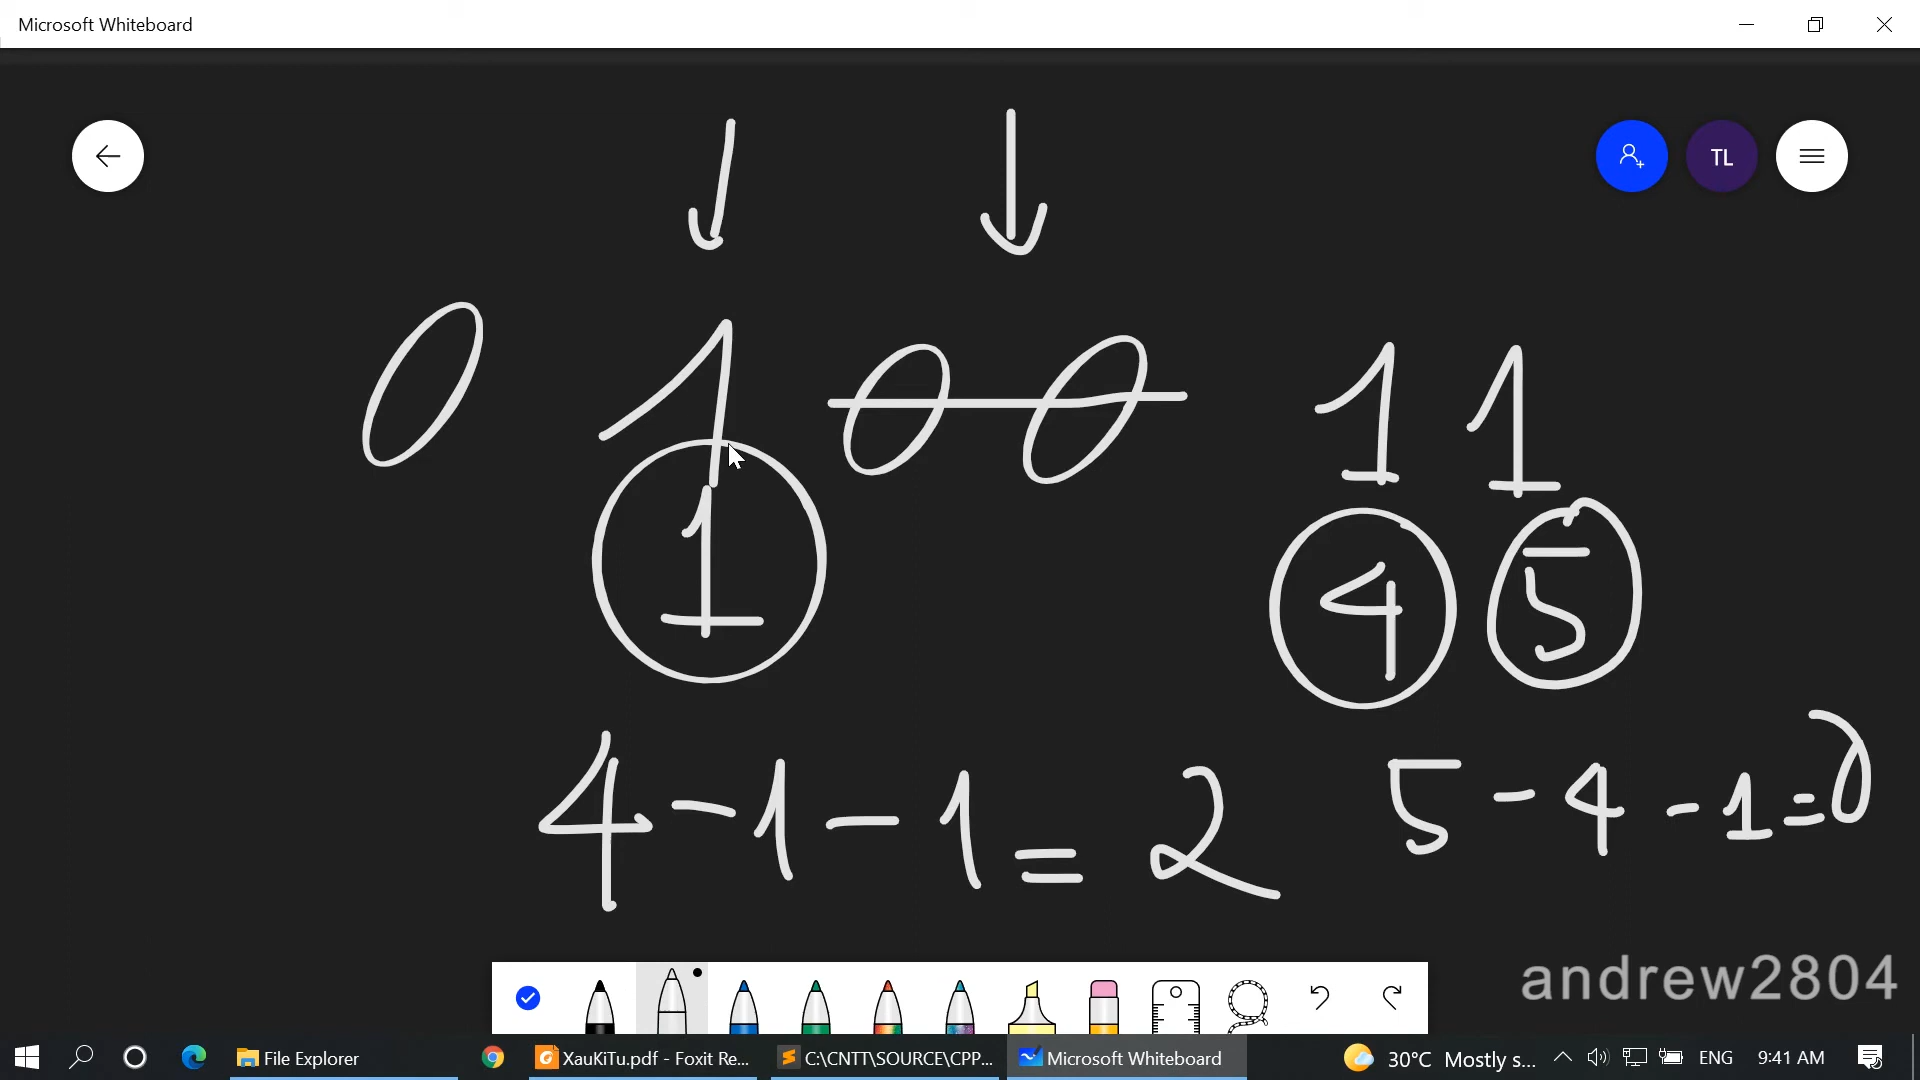 Microsoft Whiteboard
TL
0 1 0 0 1 1
1 4 5
4 - 1 - 1 = 2 5 - 4 - 1 = 0
andrew2804
File Explorer XauKiTu.pdf - Foxit Re... C:\CNTT\SOURCE\CPP... Microsoft Whiteboard 30°C Mostly s... ENG 9:41 AM